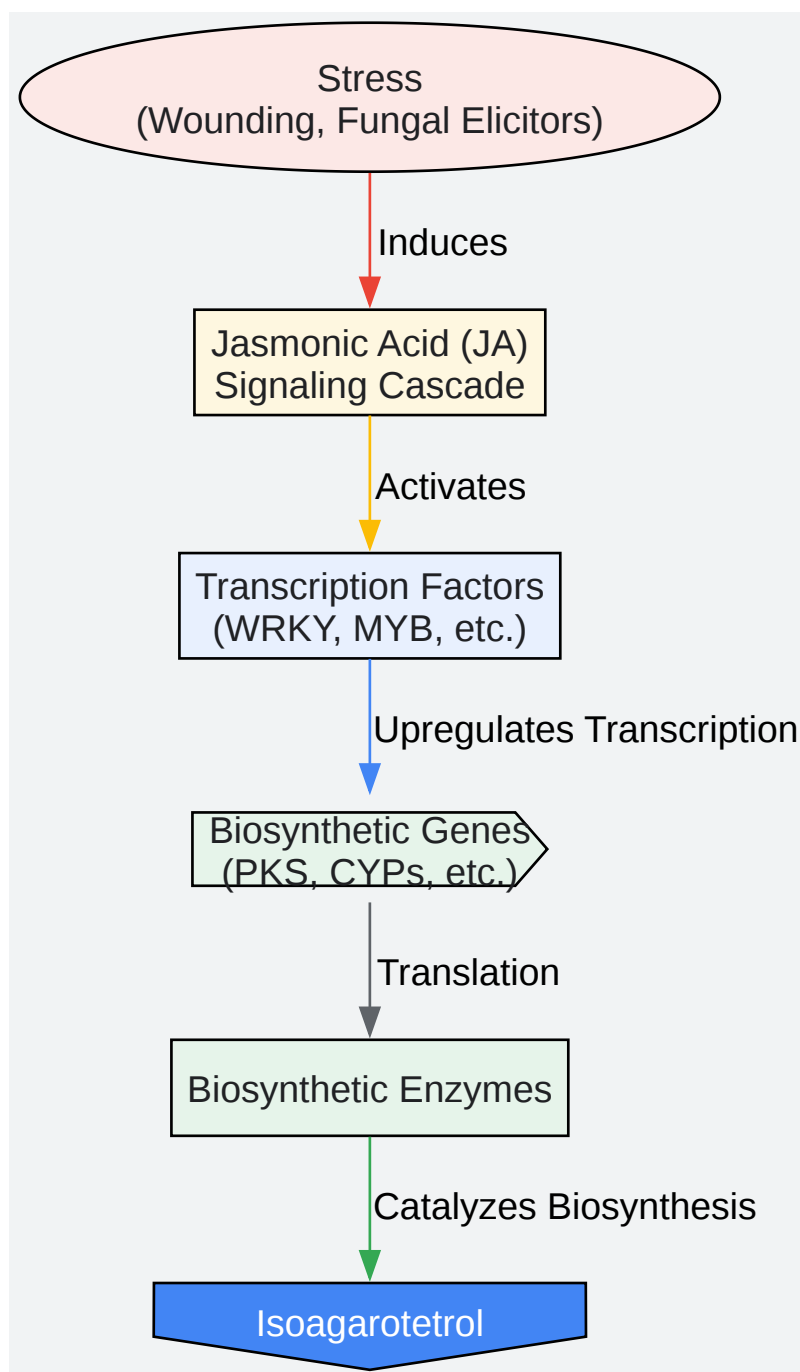 Stress
(Wounding, Fungal Elicitors)
Induces
Jasmonic Acid (JA)
Signaling Cascade
Activates
Transcription Factors
(WRKY, MYB, etc.)
Upregulates Transcription
Biosynthetic Genes
(PKS, CYPs, etc.)
Translation
Biosynthetic Enzymes
Catalyzes Biosynthesis
Isoagarotetrol